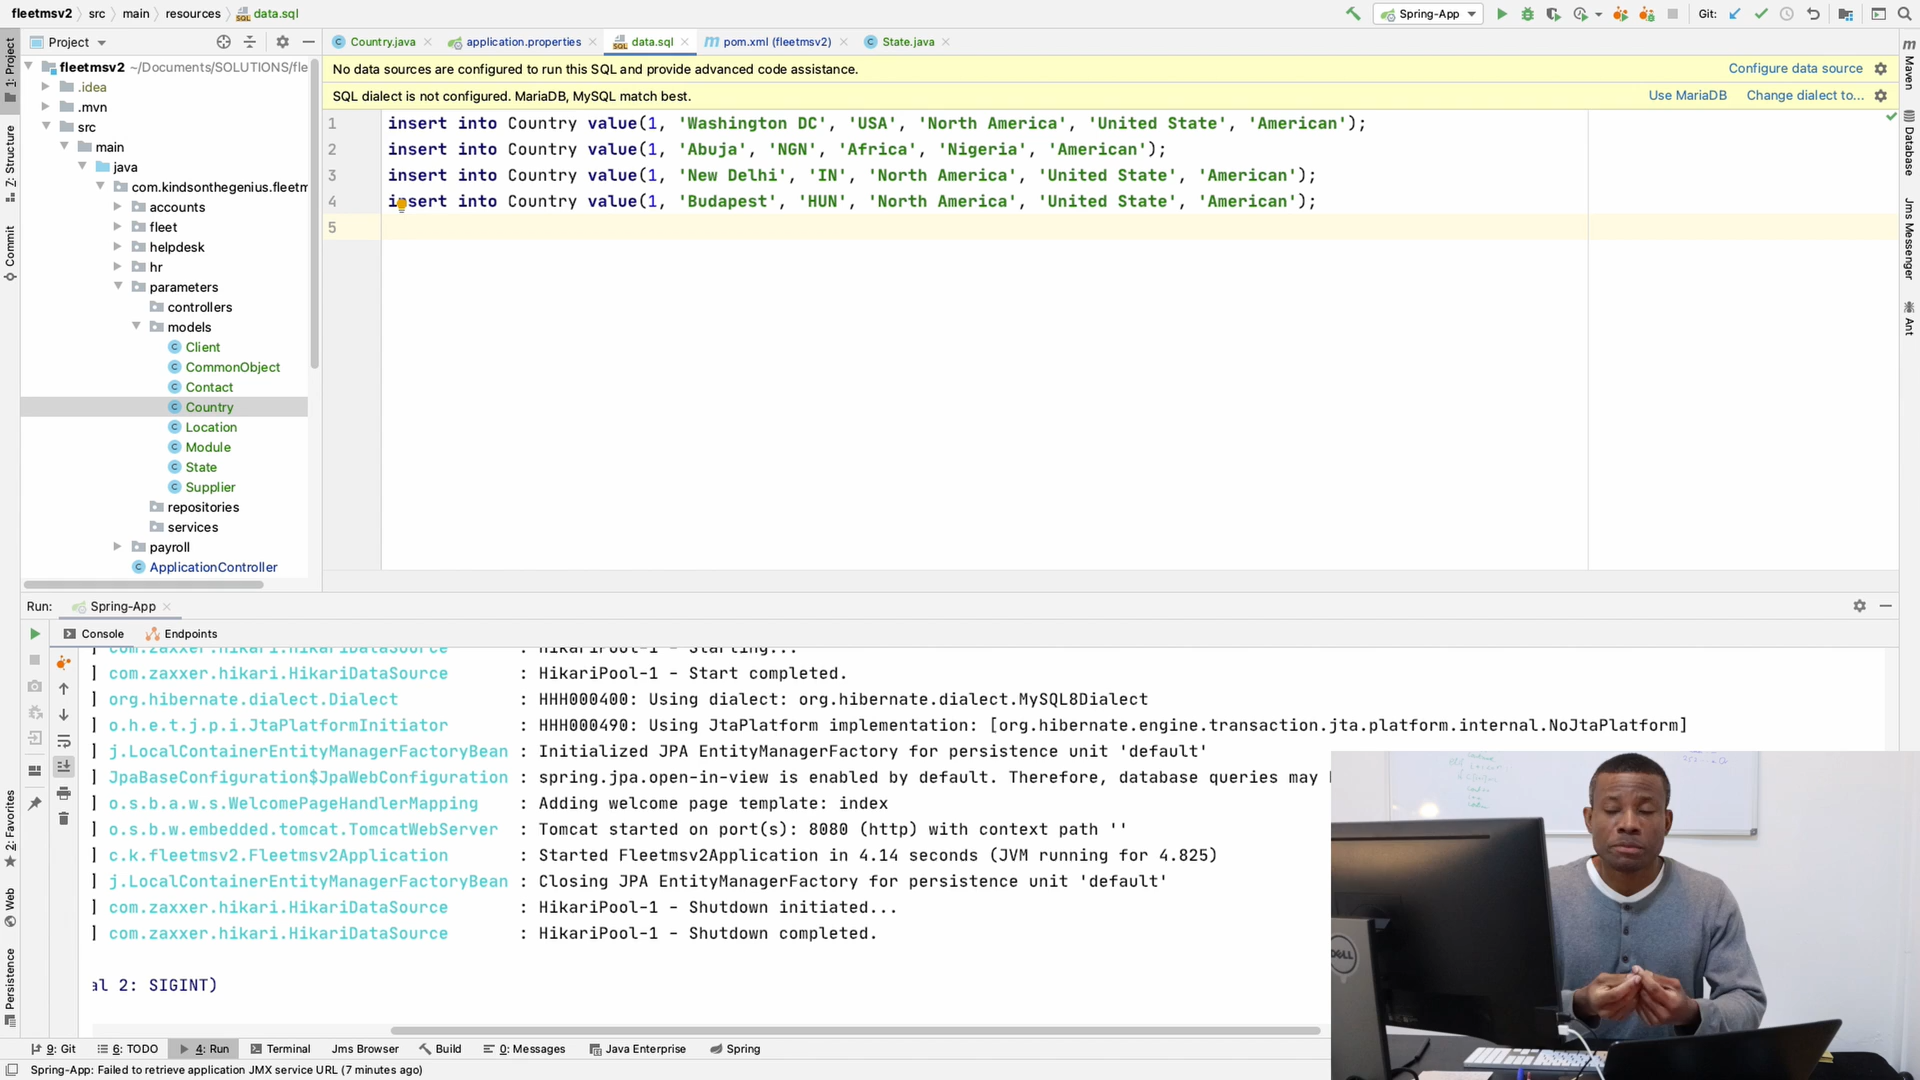 fleetmsv2 src main resources data.sql
Spring-App
Git:
Project
Country.java
application.properties
data.sql
pom.xml (fleetmsv2)
State.java
1: Project
Z: Structure
Commit
2: Favorites
Web
Persistence
Maven
Database
Jms Messenger
Ant
fleetmsv2 ~/Documents/SOLUTIONS/fle
.idea
.mvn
src
main
java
com.kindsonthegenius.fleetm
accounts
fleet
helpdesk
hr
parameters
controllers
models
Client
CommonObject
Contact
Country
Location
Module
State
Supplier
repositories
services
payroll
ApplicationController
No data sources are configured to run this SQL and provide advanced code assistance.
Configure data source
SQL dialect is not configured. MariaDB, MySQL match best.
Use MariaDB Change dialect to...
1 insert into Country value(1, 'Washington DC', 'USA', 'North America', 'United State', 'American');
2 insert into Country value(1, 'Abuja', 'NGN', 'Africa', 'Nigeria', 'American');
3 insert into Country value(1, 'New Delhi', 'IN', 'North America', 'United State', 'American');
4 insert into Country value(1, 'Budapest', 'HUN', 'North America', 'United State', 'American');
5
Run: Spring-App
Console Endpoints
] com.zaxxer.hikari.HikariDataSource : HikariPool-1 - Starting...
] com.zaxxer.hikari.HikariDataSource : HikariPool-1 - Start completed.
] org.hibernate.dialect.Dialect : HHH000400: Using dialect: org.hibernate.dialect.MySQL8Dialect
] o.h.e.t.j.p.i.JtaPlatformInitiator : HHH000490: Using JtaPlatform implementation: [org.hibernate.engine.transaction.jta.platform.internal.NoJtaPlatform]
] j.LocalContainerEntityManagerFactoryBean : Initialized JPA EntityManagerFactory for persistence unit 'default'
] JpaBaseConfiguration$JpaWebConfiguration : spring.jpa.open-in-view is enabled by default. Therefore, database queries may
] o.s.b.a.w.s.WelcomePageHandlerMapping : Adding welcome page template: index
] o.s.b.w.embedded.tomcat.TomcatWebServer : Tomcat started on port(s): 8080 (http) with context path ''
] c.k.fleetmsv2.Fleetmsv2Application : Started Fleetmsv2Application in 4.14 seconds (JVM running for 4.825)
] j.LocalContainerEntityManagerFactoryBean : Closing JPA EntityManagerFactory for persistence unit 'default'
] com.zaxxer.hikari.HikariDataSource : HikariPool-1 - Shutdown initiated...
] com.zaxxer.hikari.HikariDataSource : HikariPool-1 - Shutdown completed.
al 2: SIGINT)
DELL
9: Git 6: TODO 4: Run Terminal Jms Browser Build 0: Messages Java Enterprise Spring
Spring-App: Failed to retrieve application JMX service URL (7 minutes ago)